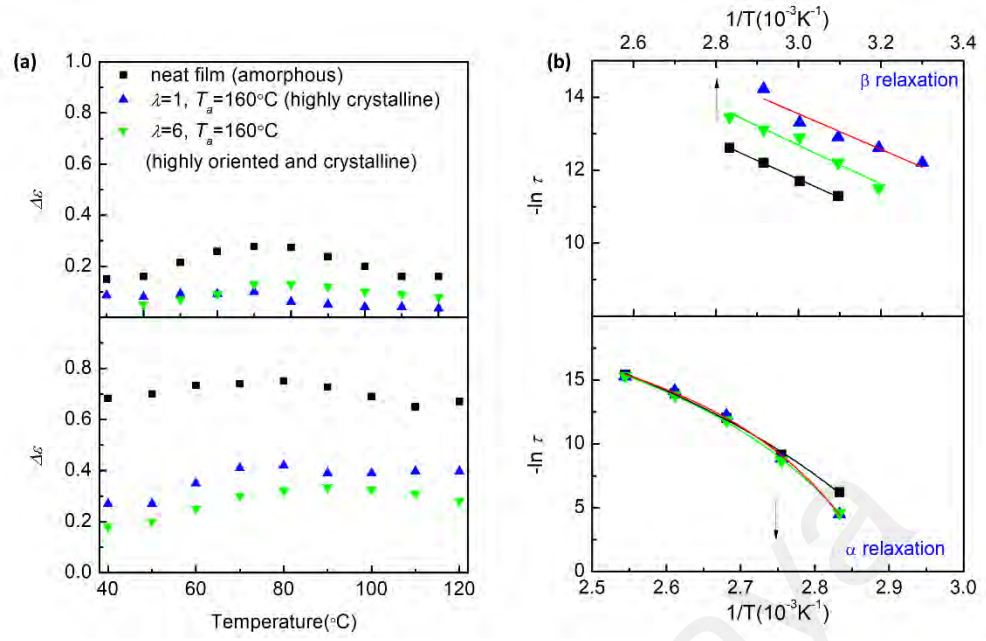 (a)
1.0
0.8
0.6
0.4
0.2
Δε
neat film (amorphous)
λ=1, Tₐ=160°C (highly crystalline)
λ=6, Tₐ=160°C
(highly oriented and crystalline)
0.8
0.6
0.4
0.2
0.0
Δε
40 50 60 70 80 90 100 110 120
Temperature(°C)
(b)
1/T(10⁻³K⁻¹)
2.6 2.8 3.0 3.2 3.4
β relaxation
14
12
10
-ln τ
15
10
5
0
-ln τ
α relaxation
2.5 2.6 2.7 2.8 2.9 3.0
1/T(10⁻³K⁻¹)